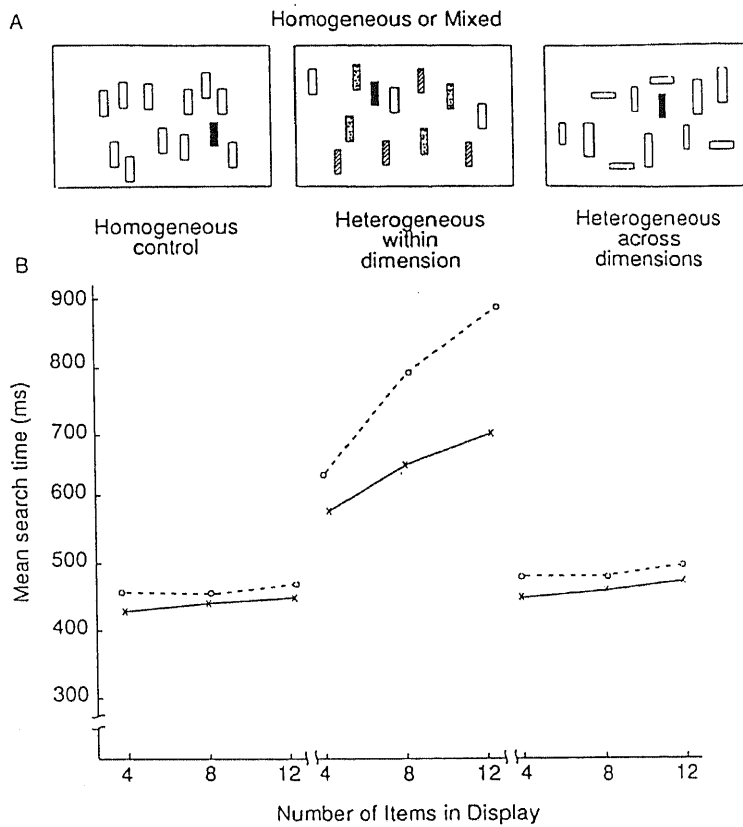 A
Homogeneous or Mixed
Homogeneous
control
Heterogeneous
within
dimension
Heterogeneous
across
dimensions
B
900
800
700
600
500
400
300
Mean search time (ms)
4 8 12 4 8 12 4 8 12
Number of Items in Display